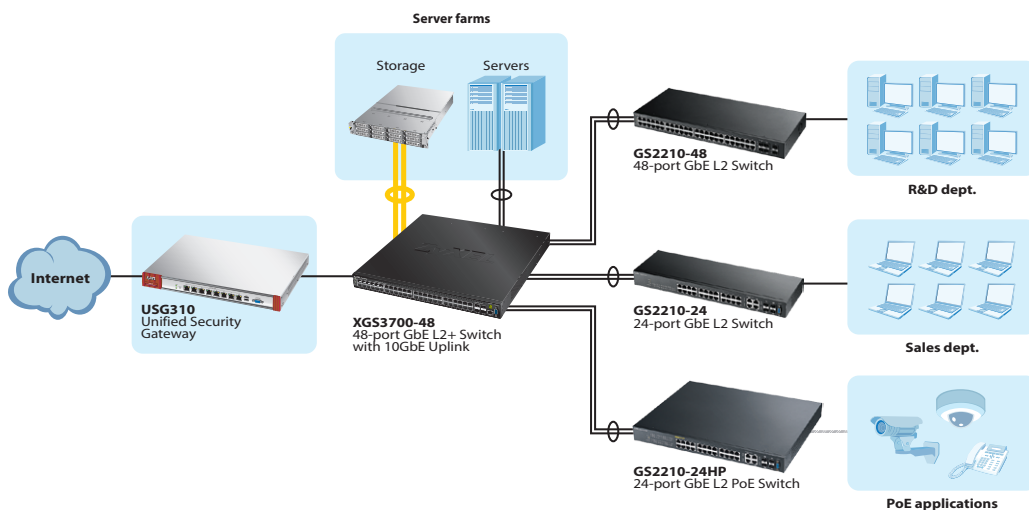 Server farms
Storage
Servers
GS2210-48
48-port GbE L2 Switch
R&D dept.
Internet
USG310
Unified Security
Gateway
XGS3700-48
48-port GbE L2+ Switch
with 10GbE Uplink
GS2210-24
24-port GbE L2 Switch
Sales dept.
GS2210-24HP
24-port GbE L2 PoE Switch
PoE applications